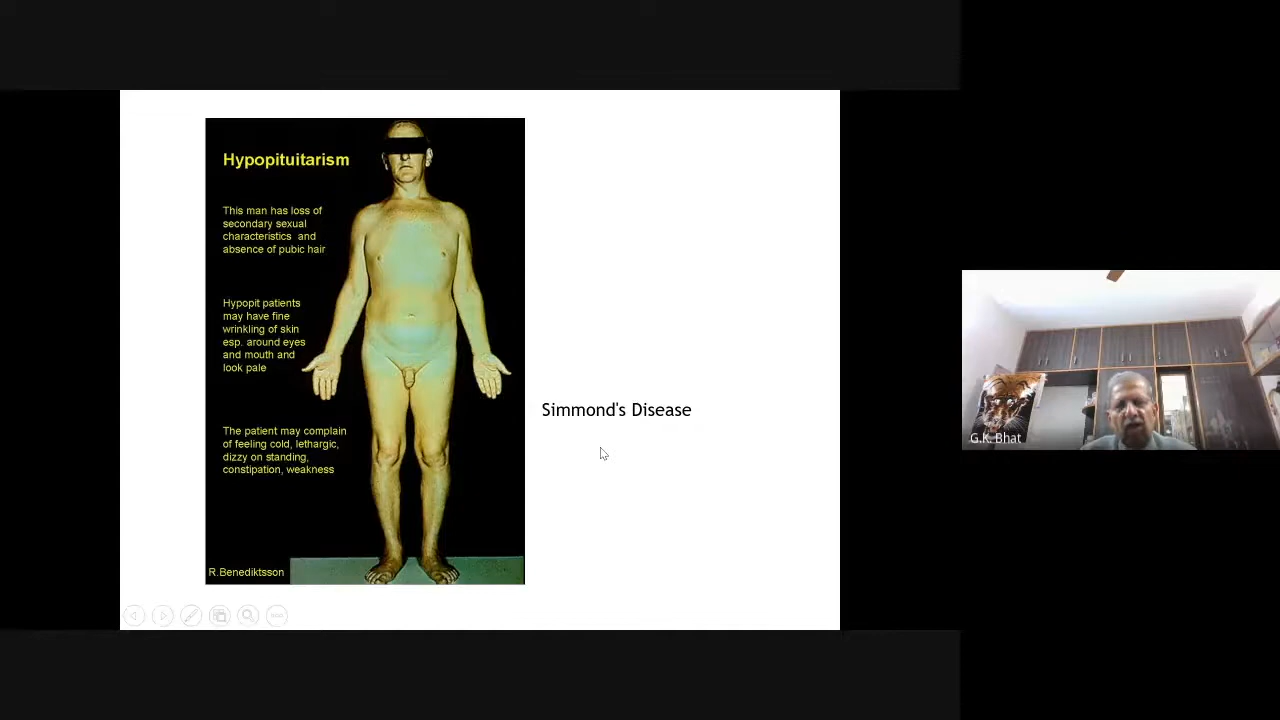 Hypopituitarism
This man has loss of
secondary sexual
characteristics and
absence of pubic hair
Hypopit patients
may have fine
wrinkling of skin
esp. around eyes
and mouth and
look pale
The patient may complain
of feeling cold, lethargic,
dizzy on standing,
constipation, weakness
R.Benediktsson
Simmond's Disease
G.K. Bhat